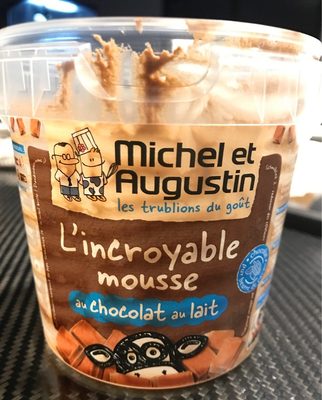 Michel et
Augustin
les trublions du goût
L'incroyable
mousse
au chocolat au lait